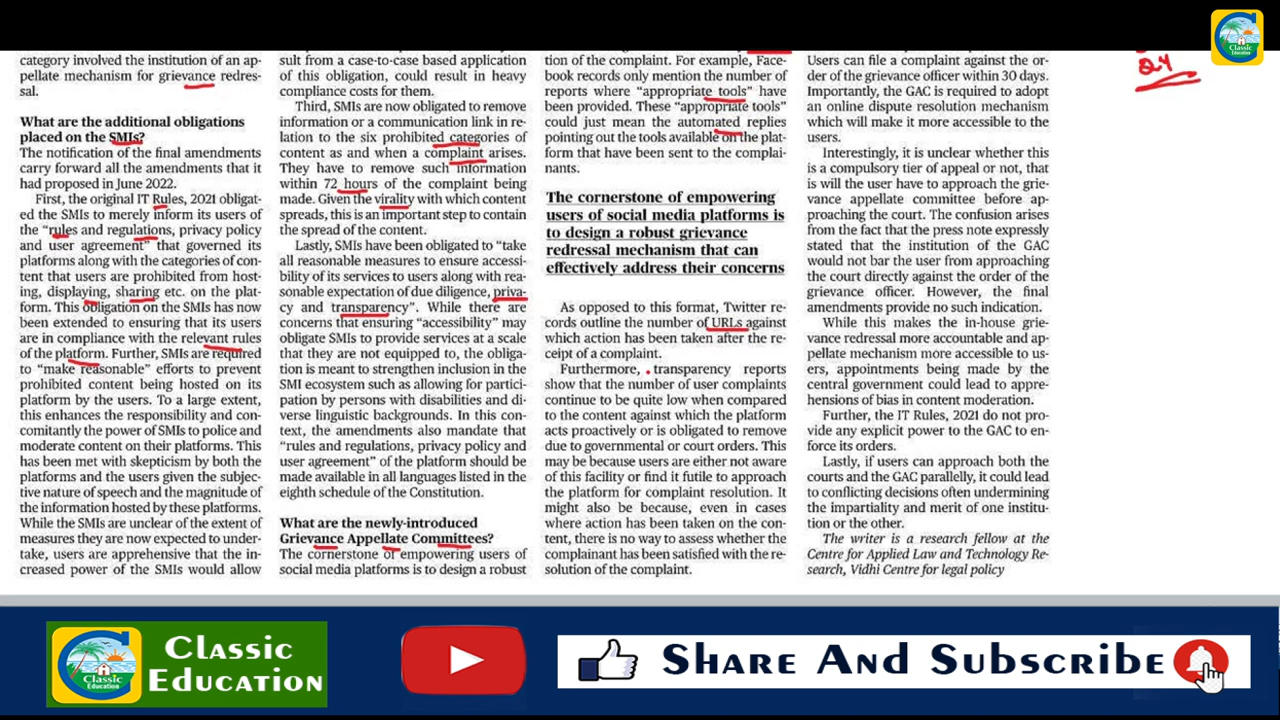 category involved the institution of an ap-
pellate mechanism for grievance redres-
sal.
What are the additional obligations
placed on the SMIs?
The notification of the final amendments
carry forward all the amendments that it
had proposed in June 2022.
First, the original IT Rules, 2021 obligat-
ed the SMIs to merely inform its users of
the “rules and regulations, privacy policy
and user agreement” that governed its
platforms along with the categories of con-
tent that users are prohibited from host-
ing, displaying, sharing etc. on the plat-
form. This obligation on the SMIs has now
been extended to ensuring that its users
are in compliance with the relevant rules
of the platform. Further, SMIs are required
to “make reasonable” efforts to prevent
prohibited content being hosted on its
platform by the users. To a large extent,
this enhances the responsibility and con-
comitantly the power of SMIs to police and
moderate content on their platforms. This
has been met with skepticism by both the
platforms and the users given the subjec-
tive nature of speech and the magnitude of
the information hosted by these platforms.
While the SMIs are unclear of the extent of
measures they are now expected to under-
take, users are apprehensive that the in-
creased power of the SMIs would allow
sult from a case-to-case based application
of this obligation, could result in heavy
compliance costs for them.
Third, SMIs are now obligated to remove
information or a communication link in re-
lation to the six prohibited categories of
content as and when a complaint arises.
They have to remove such information
within 72 hours of the complaint being
made. Given the virality with which content
spreads, this is an important step to contain
the spread of the content.
Lastly, SMIs have been obligated to “take
all reasonable measures to ensure accessi-
bility of its services to users along with rea-
sonable expectation of due diligence, priva-
cy and transparency”. While there are
concerns that ensuring “accessibility” may
obligate SMIs to provide services at a scale
that they are not equipped to, the obliga-
tion is meant to strengthen inclusion in the
SMI ecosystem such as allowing for partici-
pation by persons with disabilities and di-
verse linguistic backgrounds. In this con-
text, the amendments also mandate that
“rules and regulations, privacy policy and
user agreement” of the platform should be
made available in all languages listed in the
eighth schedule of the Constitution.
What are the newly-introduced
Grievance Appellate Committees?
The cornerstone of empowering users of
social media platforms is to design a robust
tion of the complaint. For example, Face-
book records only mention the number of
reports where “appropriate tools” have
been provided. These “appropriate tools”
could just mean the automated replies
pointing out the tools available on the plat-
form that have been sent to the complai-
nants.
The cornerstone of empowering
users of social media platforms is
to design a robust grievance
redressal mechanism that can
effectively address their concerns
As opposed to this format, Twitter re-
cords outline the number of URLs against
which action has been taken after the re-
ceipt of a complaint.
Furthermore, transparency reports
show that the number of user complaints
continue to be quite low when compared
to the content against which the platform
acts proactively or is obligated to remove
due to governmental or court orders. This
may be because users are either not aware
of this facility or find it futile to approach
the platform for complaint resolution. It
might also be because, even in cases
where action has been taken on the con-
tent, there is no way to assess whether the
complainant has been satisfied with the re-
solution of the complaint.
Users can file a complaint against the or-
der of the grievance officer within 30 days.
Importantly, the GAC is required to adopt
an online dispute resolution mechanism
which will make it more accessible to the
users.
Interestingly, it is unclear whether this
is a compulsory tier of appeal or not, that
is will the user have to approach the grie-
vance appellate committee before ap-
proaching the court. The confusion arises
from the fact that the press note expressly
stated that the institution of the GAC
would not bar the user from approaching
the court directly against the order of the
grievance officer. However, the final
amendments provide no such indication.
While this makes the in-house grie-
vance redressal more accountable and ap-
pellate mechanism more accessible to us-
ers, appointments being made by the
central government could lead to appre-
hensions of bias in content moderation.
Further, the IT Rules, 2021 do not pro-
vide any explicit power to the GAC to en-
force its orders.
Lastly, if users can approach both the
courts and the GAC parallelly, it could lead
to conflicting decisions often undermining
the impartiality and merit of one institu-
tion or the other.
The writer is a research fellow at the
Centre for Applied Law and Technology Re-
search, Vidhi Centre for legal policy
24
Classic
Education
Classic
Education
Classic
Education
Share And Subscribe